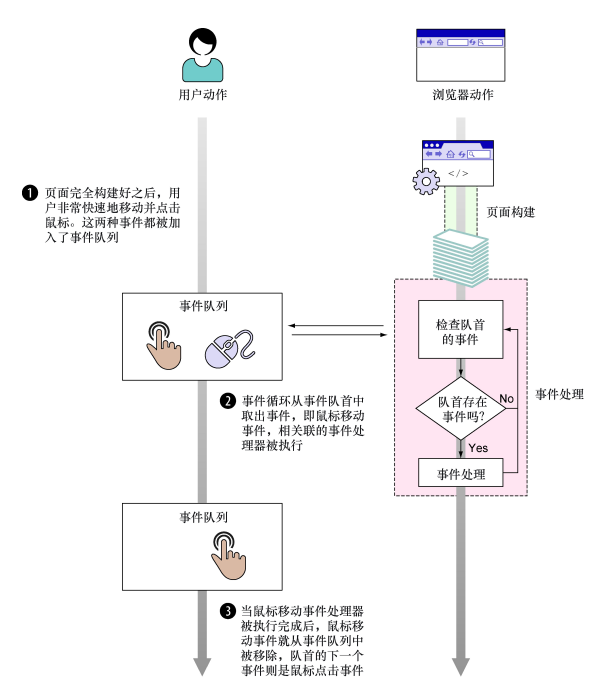 用户动作
浏览器动作
</>
1 页面完全构建好之后，用
户非常快速地移动并点击
鼠标。这两种事件都被加
入了事件队列
页面构建
事件队列
检查队首
的事件
2 事件循环从事件队首中
取出事件，即鼠标移动
事件，相关联的事件处
理器被执行
队首存在
事件吗？
No
事件处理
Yes
事件处理
事件队列
3 当鼠标移动事件处理器
被执行完成后，鼠标移
动事件就从事件队列中
被移除，队首的下一个
事件则是鼠标点击事件